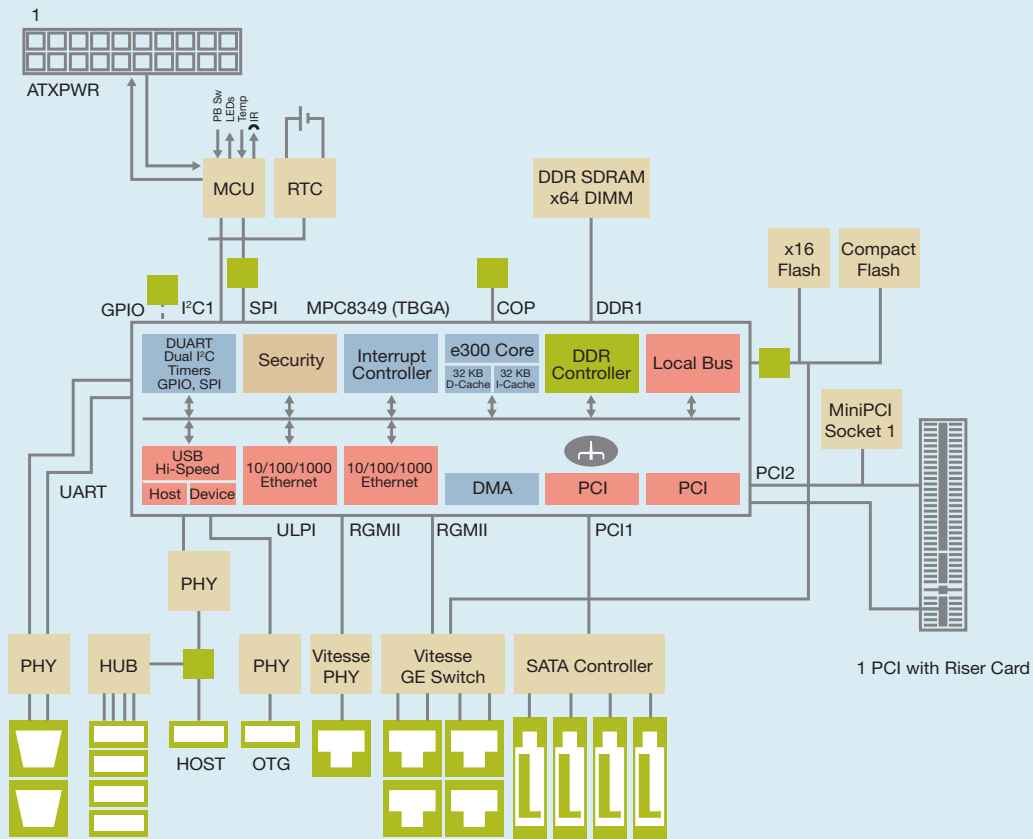 1
ATXPWR
PB Sw
LEDs
Temp
IR
MCU
RTC
DDR SDRAM
x64 DIMM
x16
Flash
Compact
Flash
GPIO
I²C1
SPI
MPC8349 (TBGA)
COP
DDR1
DUART
Dual I²C
Timers
GPIO, SPI
Security
Interrupt
Controller
e300 Core
32 KB
D-Cache
32 KB
I-Cache
DDR
Controller
Local Bus
MiniPCI
Socket 1
USB
Hi-Speed
Host
Device
10/100/1000
Ethernet
10/100/1000
Ethernet
DMA
PCI
PCI
PCI2
UART
ULPI
RGMII
RGMII
PCI1
PHY
PHY
HUB
PHY
Vitesse
PHY
Vitesse
GE Switch
SATA Controller
1 PCI with Riser Card
HOST
OTG